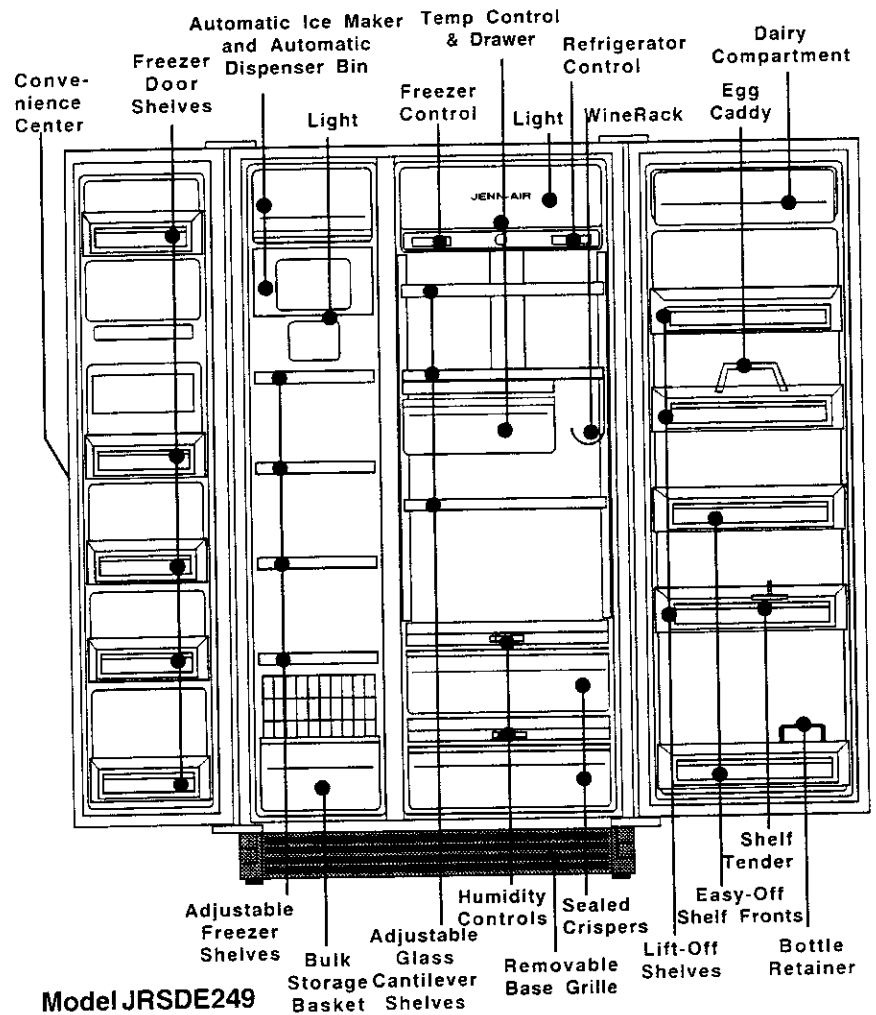 Automatic Ice Maker
and Automatic
Dispenser Bin
Temp Control
& Drawer
Refrigerator
Control
Dairy
Compartment
Conve-
nience
Center
Freezer
Door
Shelves
Light
Freezer
Control
Light
WineRack
Egg
Caddy
JENN-AIR
Shelf
Tender
Adjustable
Freezer
Shelves
Bulk
Storage
Basket
Adjustable
Glass
Cantilever
Shelves
Humidity
Controls
Removable
Base Grille
Sealed
Crispers
Easy-Off
Shelf Fronts
Lift-Off
Shelves
Bottle
Retainer
Model JRSDE249